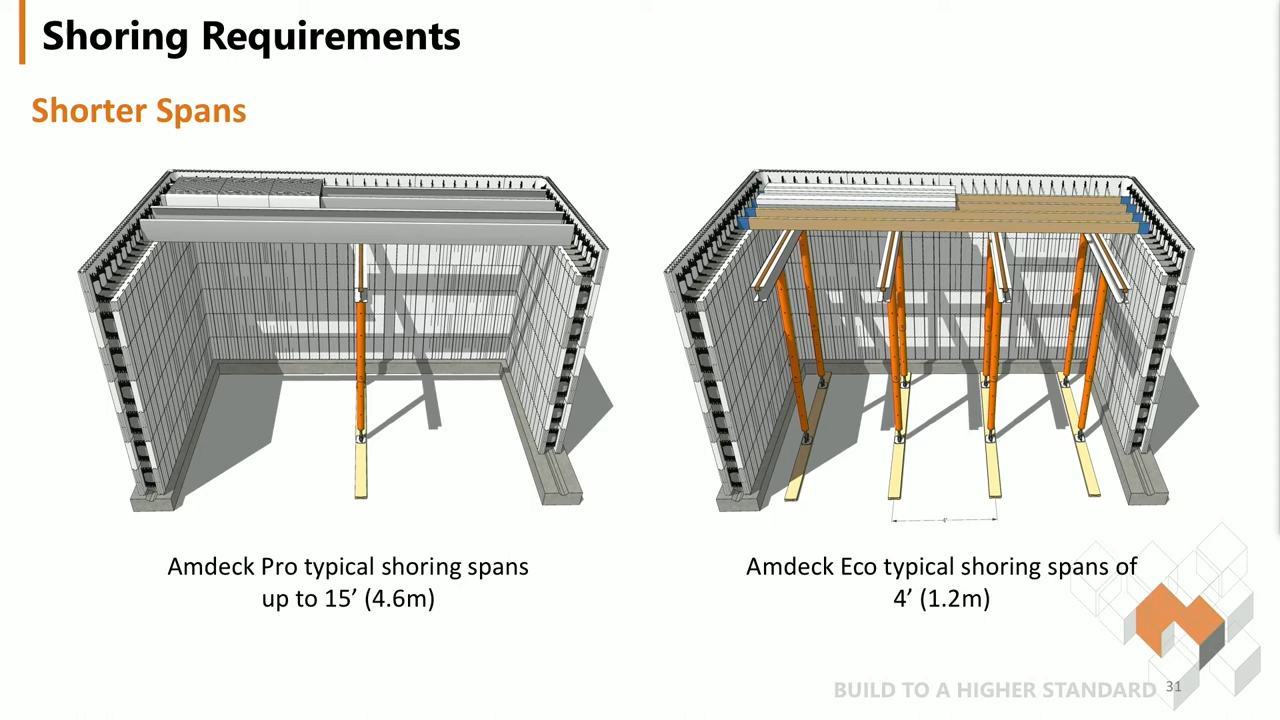 Shoring Requirements
Shorter Spans
4'
Amdeck Pro typical shoring spans
up to 15’ (4.6m)
Amdeck Eco typical shoring spans of
4’ (1.2m)
BUILD TO A HIGHER STANDARD
31